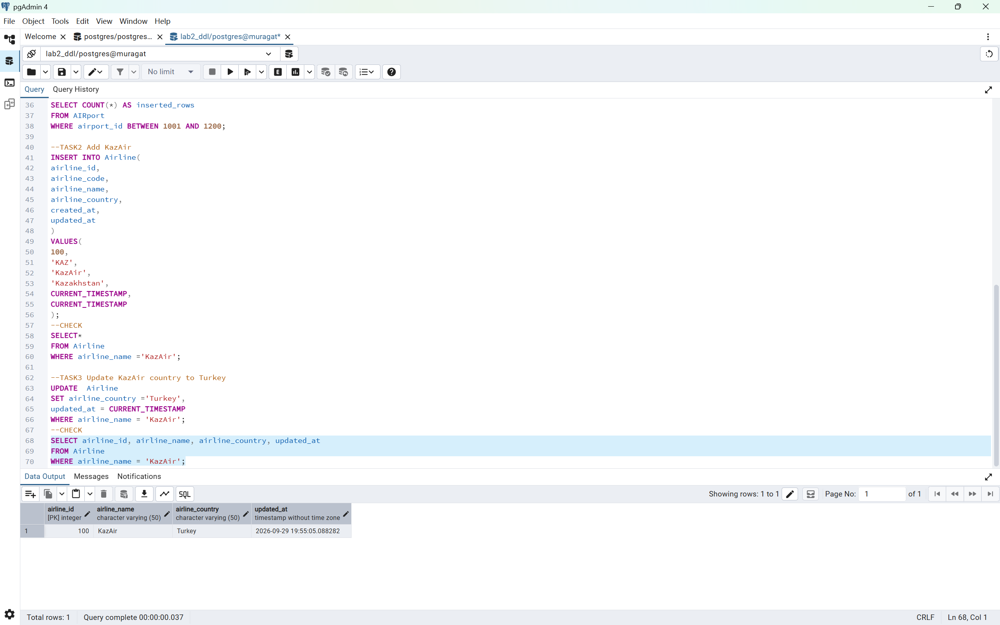 pgAdmin 4
File Object Tools Edit View Window Help
Welcome postgres/postgres... lab2_ddl/postgres@muragat*
lab2_ddl/postgres@muragat
No limit
E
Query Query History
36 SELECT COUNT(*) AS inserted_rows
37 FROM AIRport
38 WHERE airport_id BETWEEN 1001 AND 1200;
39
40 --TASK2 Add KazAir
41 INSERT INTO Airline(
42 airline_id,
43 airline_code,
44 airline_name,
45 airline_country,
46 created_at,
47 updated_at
48 )
49 VALUES(
50 100,
51 'KAZ',
52 'KazAir',
53 'Kazakhstan',
54 CURRENT_TIMESTAMP,
55 CURRENT_TIMESTAMP
56 );
57 --CHECK
58 SELECT*
59 FROM Airline
60 WHERE airline_name ='KazAir';
61
62 --TASK3 Update KazAir country to Turkey
63 UPDATE  Airline
64 SET airline_country ='Turkey',
65 updated_at = CURRENT_TIMESTAMP
66 WHERE airline_name = 'KazAir';
67 --CHECK
68 SELECT airline_id, airline_name, airline_country, updated_at
69 FROM Airline
70 WHERE airline_name = 'KazAir';
Data Output Messages Notifications
SQL Showing rows: 1 to 1 Page No: 1 of 1
airline_id airline_name airline_country updated_at
[PK] integer character varying (50) character varying (50) timestamp without time zone
1 100 KazAir Turkey 2026-09-29 19:55:05.088282
Total rows: 1 Query complete 00:00:00.037 CRLF Ln 68, Col 1